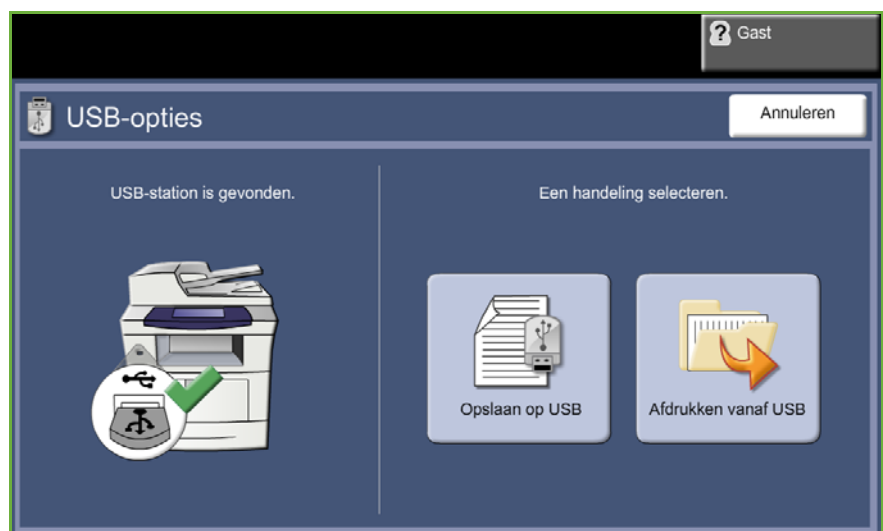 Gast
USB-opties
Annuleren
USB-station is gevonden.
Een handeling selecteren.
Opslaan op USB
Afdrukken vanaf USB